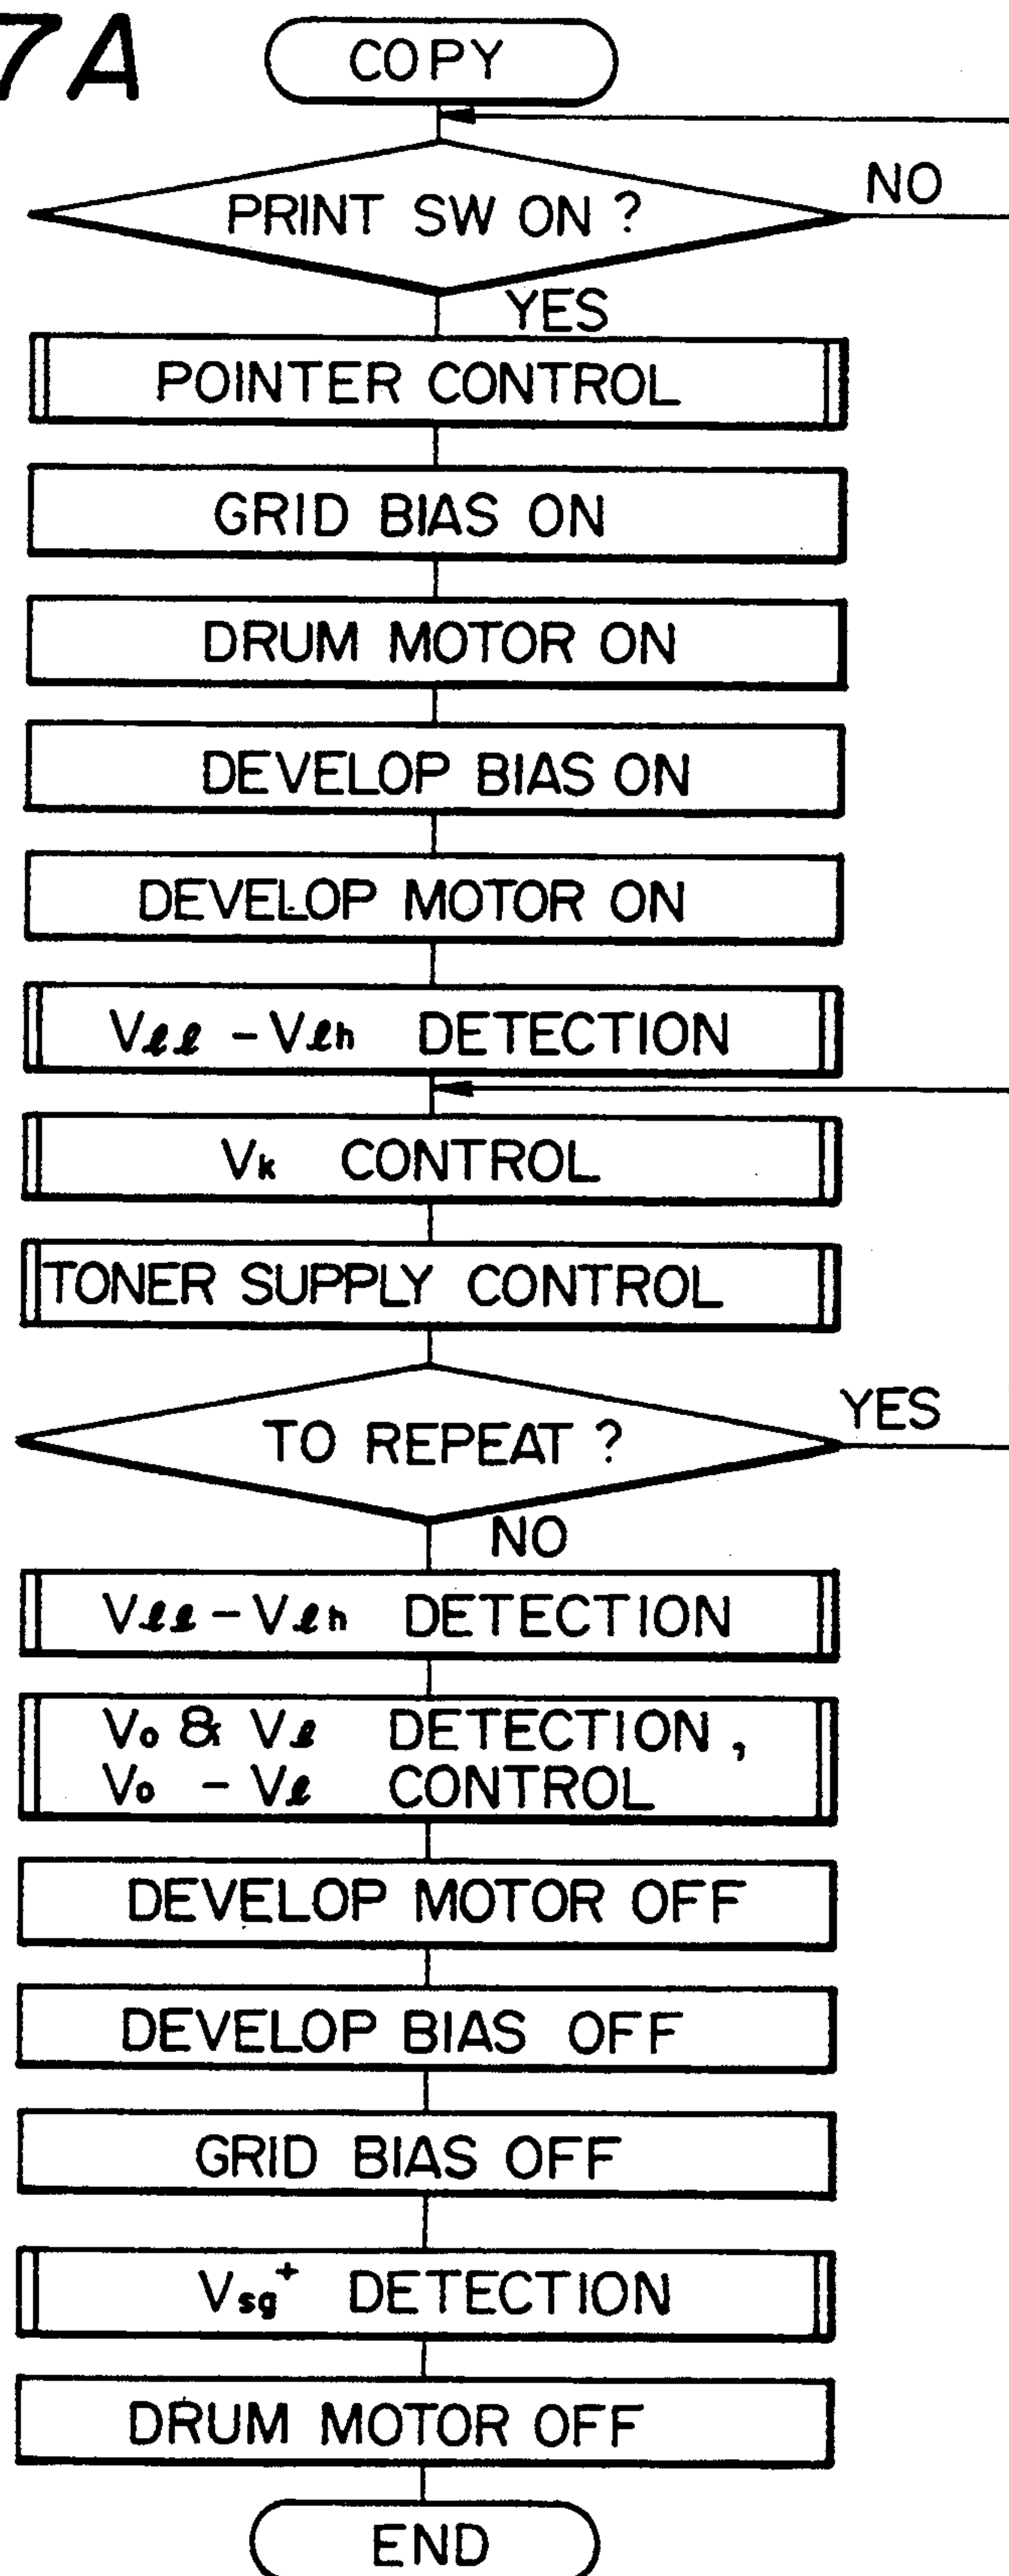 7A
COPY
PRINT SW ON ?
NO
YES
POINTER CONTROL
GRID BIAS ON
DRUM MOTOR ON
DEVELOP BIAS ON
DEVELOP MOTOR ON
Vℓℓ - Vℓh DETECTION
Vk CONTROL
TONER SUPPLY CONTROL
TO REPEAT ?
YES
NO
Vℓℓ - Vℓh DETECTION
Vo & Vℓ DETECTION,
Vo - Vℓ CONTROL
DEVELOP MOTOR OFF
DEVELOP BIAS OFF
GRID BIAS OFF
Vsg+ DETECTION
DRUM MOTOR OFF
END